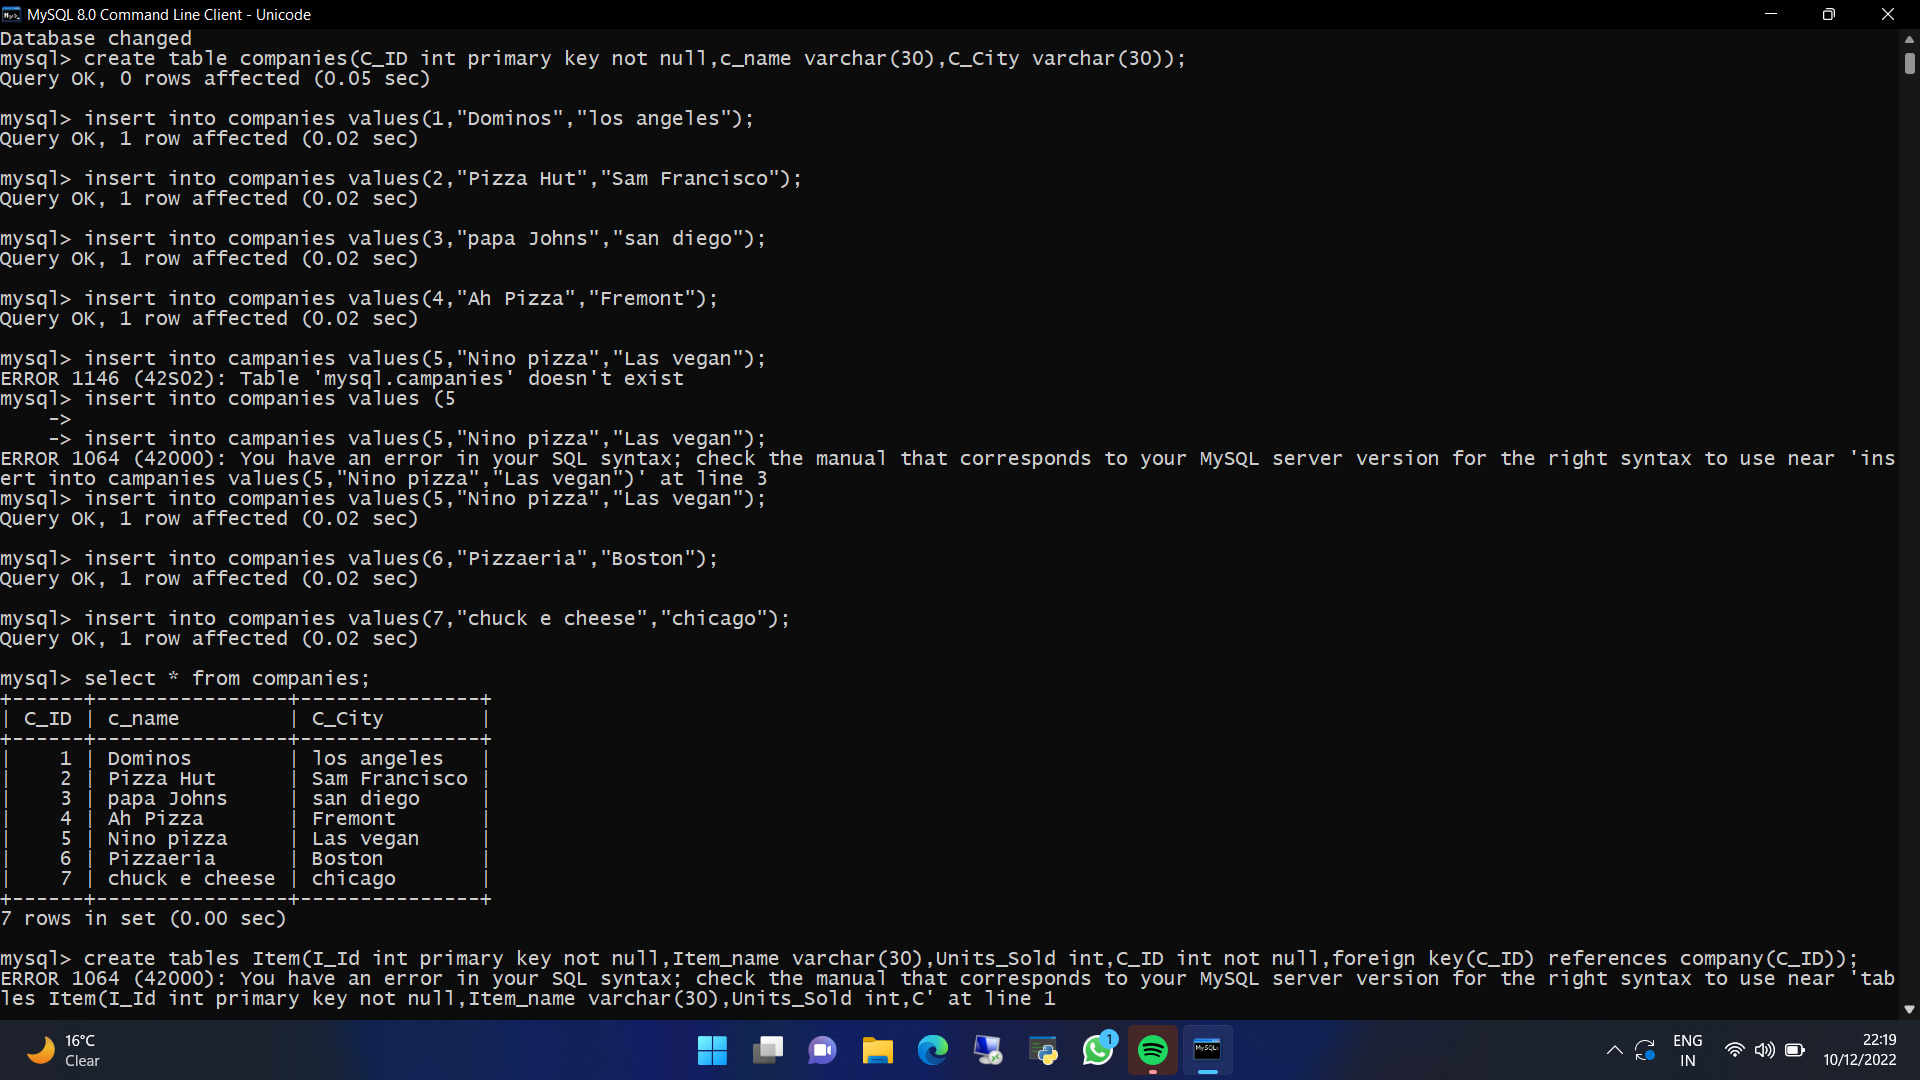 MySQL 8.0 Command Line Client - Unicode
Database changed
mysql> create table companies(C_ID int primary key not null,c_name varchar(30),C_City varchar(30));
Query OK, 0 rows affected (0.05 sec)
mysql> insert into companies values(1,"Dominos","los angeles");
Query OK, 1 row affected (0.02 sec)
mysql> insert into companies values(2,"Pizza Hut","Sam Francisco");
Query OK, 1 row affected (0.02 sec)
mysql> insert into companies values(3,"papa Johns","san diego");
Query OK, 1 row affected (0.02 sec)
mysql> insert into companies values(4,"Ah Pizza","Fremont");
Query OK, 1 row affected (0.02 sec)
mysql> insert into campanies values(5,"Nino pizza","Las vegan");
ERROR 1146 (42S02): Table 'mysql.campanies' doesn't exist
mysql> insert into companies values (5
    ->
    -> insert into campanies values(5,"Nino pizza","Las vegan");
ERROR 1064 (42000): You have an error in your SQL syntax; check the manual that corresponds to your MySQL server version for the right syntax to use near 'ins
ert into campanies values(5,"Nino pizza","Las vegan")' at line 3
mysql> insert into companies values(5,"Nino pizza","Las vegan");
Query OK, 1 row affected (0.02 sec)
mysql> insert into companies values(6,"Pizzaeria","Boston");
Query OK, 1 row affected (0.02 sec)
mysql> insert into companies values(7,"chuck e cheese","chicago");
Query OK, 1 row affected (0.02 sec)
mysql> select * from companies;
+------+----------------+---------------+
| C_ID | c_name         | C_City        |
+------+----------------+---------------+
|    1 | Dominos        | los angeles   |
|    2 | Pizza Hut      | Sam Francisco |
|    3 | papa Johns     | san diego     |
|    4 | Ah Pizza       | Fremont       |
|    5 | Nino pizza     | Las vegan     |
|    6 | Pizzaeria      | Boston        |
|    7 | chuck e cheese | chicago       |
+------+----------------+---------------+
7 rows in set (0.00 sec)
mysql> create tables Item(I_Id int primary key not null,Item_name varchar(30),Units_Sold int,C_ID int not null,foreign key(C_ID) references company(C_ID));
ERROR 1064 (42000): You have an error in your SQL syntax; check the manual that corresponds to your MySQL server version for the right syntax to use near 'tab
les Item(I_Id int primary key not null,Item_name varchar(30),Units_Sold int,C' at line 1
16°C
Clear
1
MySQL>
ENG
IN
22:19
10/12/2022